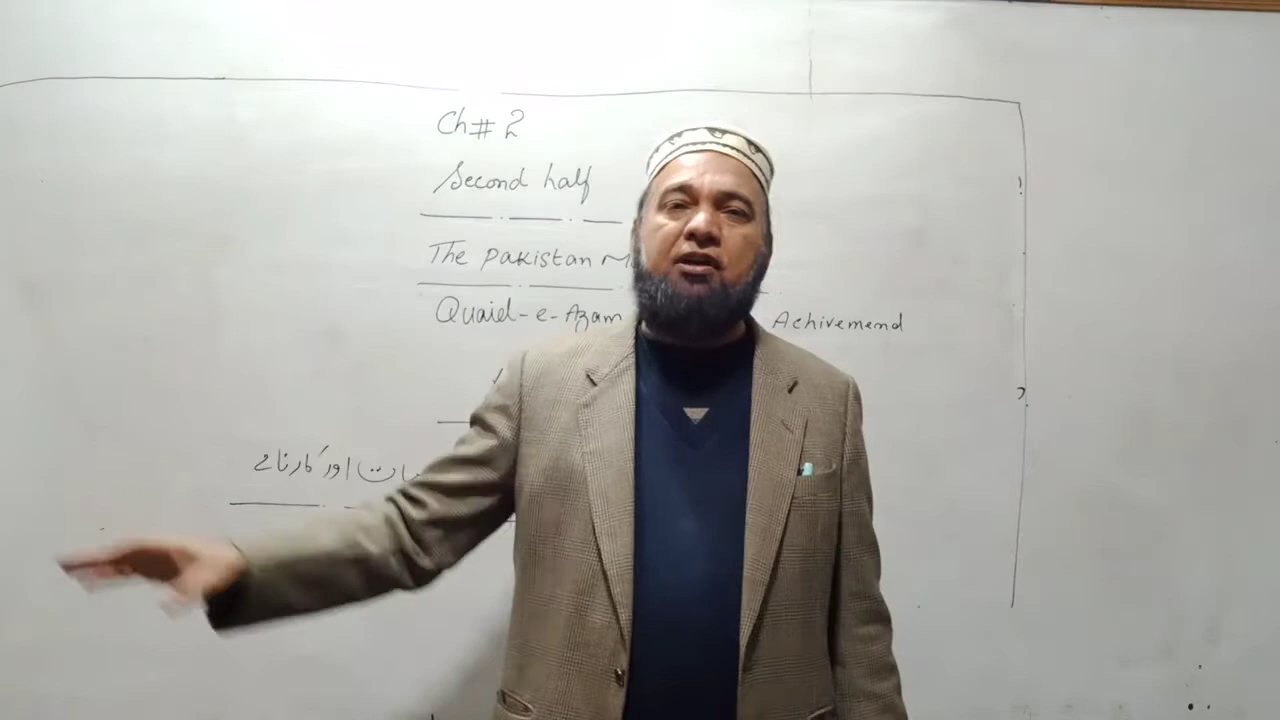 Ch # 2
Second half
The Pakistan
Quaid-e-Azam Achivemend
اور کارنامے